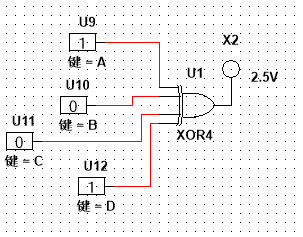 U9
1
键 = A
X2
U10
0
键 = B
U1
2.5V
U11
0
键 = C
XOR4
U12
1
键 = D